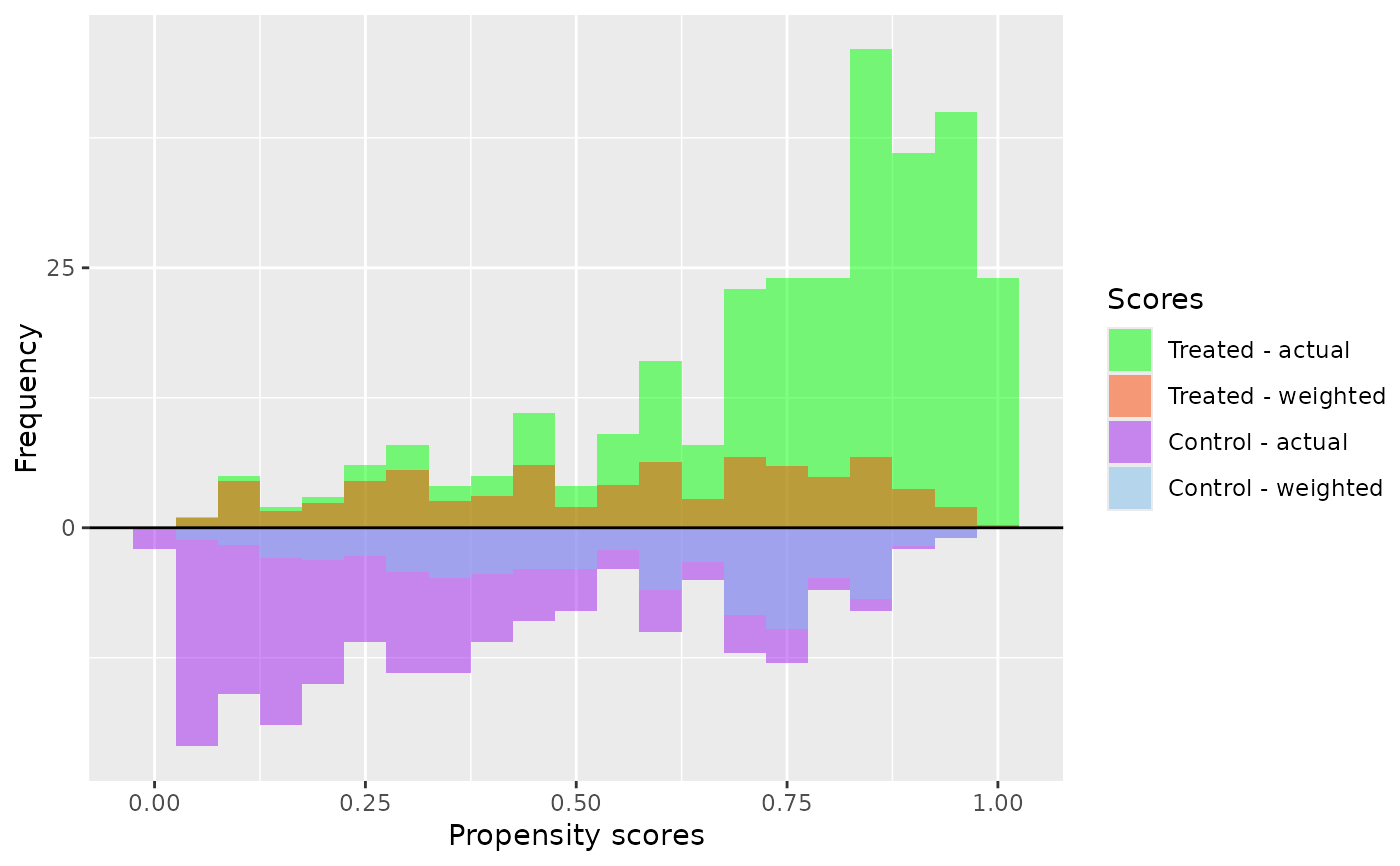 25
0
Frequency
0.00 0.25 0.50 0.75 1.00
Propensity scores
Scores
Treated - actual
Treated - weighted
Control - actual
Control - weighted